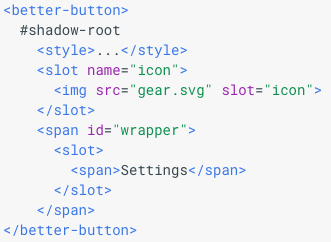 <better-button>
  #shadow-root
    <style>...</style>
    <slot name="icon">
      <img src="gear.svg" slot="icon">
    </slot>
    <span id="wrapper">
      <slot>
        <span>Settings</span>
      </slot>
    </span>
</better-button>